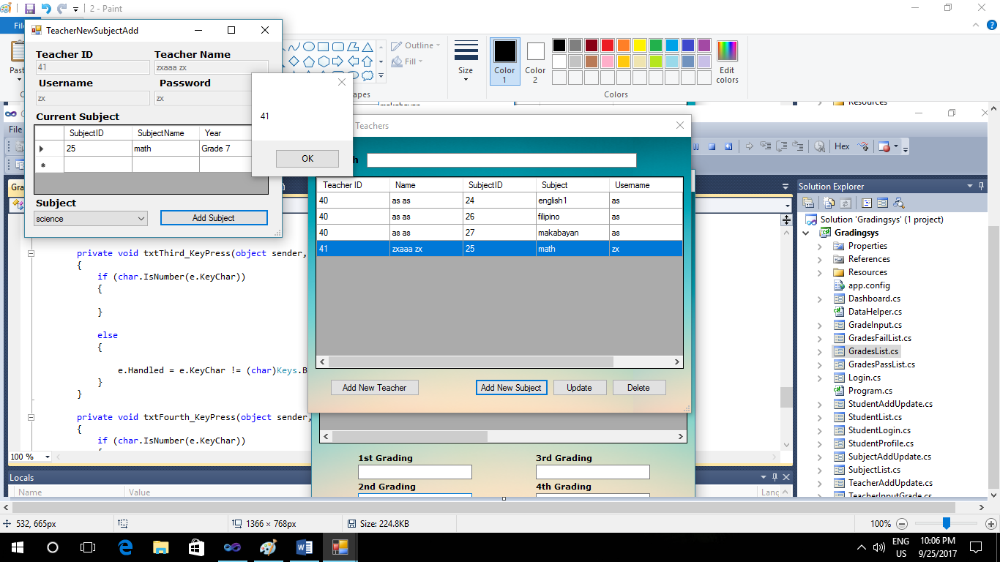 2 - Paint
TeacherNewSubjectAdd
Teacher ID
Teacher Name
41
zxaaa zx
Username
Password
zx
zx
Current Subject
SubjectID SubjectName Year
25 math Grade 7
Subject
science
Add Subject
41
OK
Outline
Fill
Size
Color 1
Color 2
Edit colors
Colors
File
Teachers
Teacher ID Name SubjectID Subject Username
40 as as 24 english1 as
40 as as 26 filipino as
40 as as 27 makabayan as
41 zxaaa zx 25 math zx
Add New Teacher
Add New Subject
Update
Delete
1st Grading
3rd Grading
2nd Grading
4th Grading
private void txtThird_KeyPress(object sender,
{
if (char.IsNumber(e.KeyChar))
{
}
else
{
e.Handled = e.KeyChar != (char)Keys.B
}
}
private void txtFourth_KeyPress(object sender,
{
if (char.IsNumber(e.KeyChar))
100 %
Locals
Name
Value
Lang
Hex
Solution Explorer
Solution 'Gradingsys' (1 project)
Gradingsys
Properties
References
Resources
app.config
Dashboard.cs
DataHelper.cs
GradeInput.cs
GradesFailList.cs
GradesList.cs
GradesPassList.cs
Login.cs
Program.cs
StudentAddUpdate.cs
StudentList.cs
StudentLogin.cs
StudentProfile.cs
SubjectAddUpdate.cs
SubjectList.cs
TeacherAddUpdate.cs
TeacherInputGrade.cs
532, 665px
1366 × 768px
Size: 224.8KB
100%
ENG
US
10:06 PM
9/25/2017